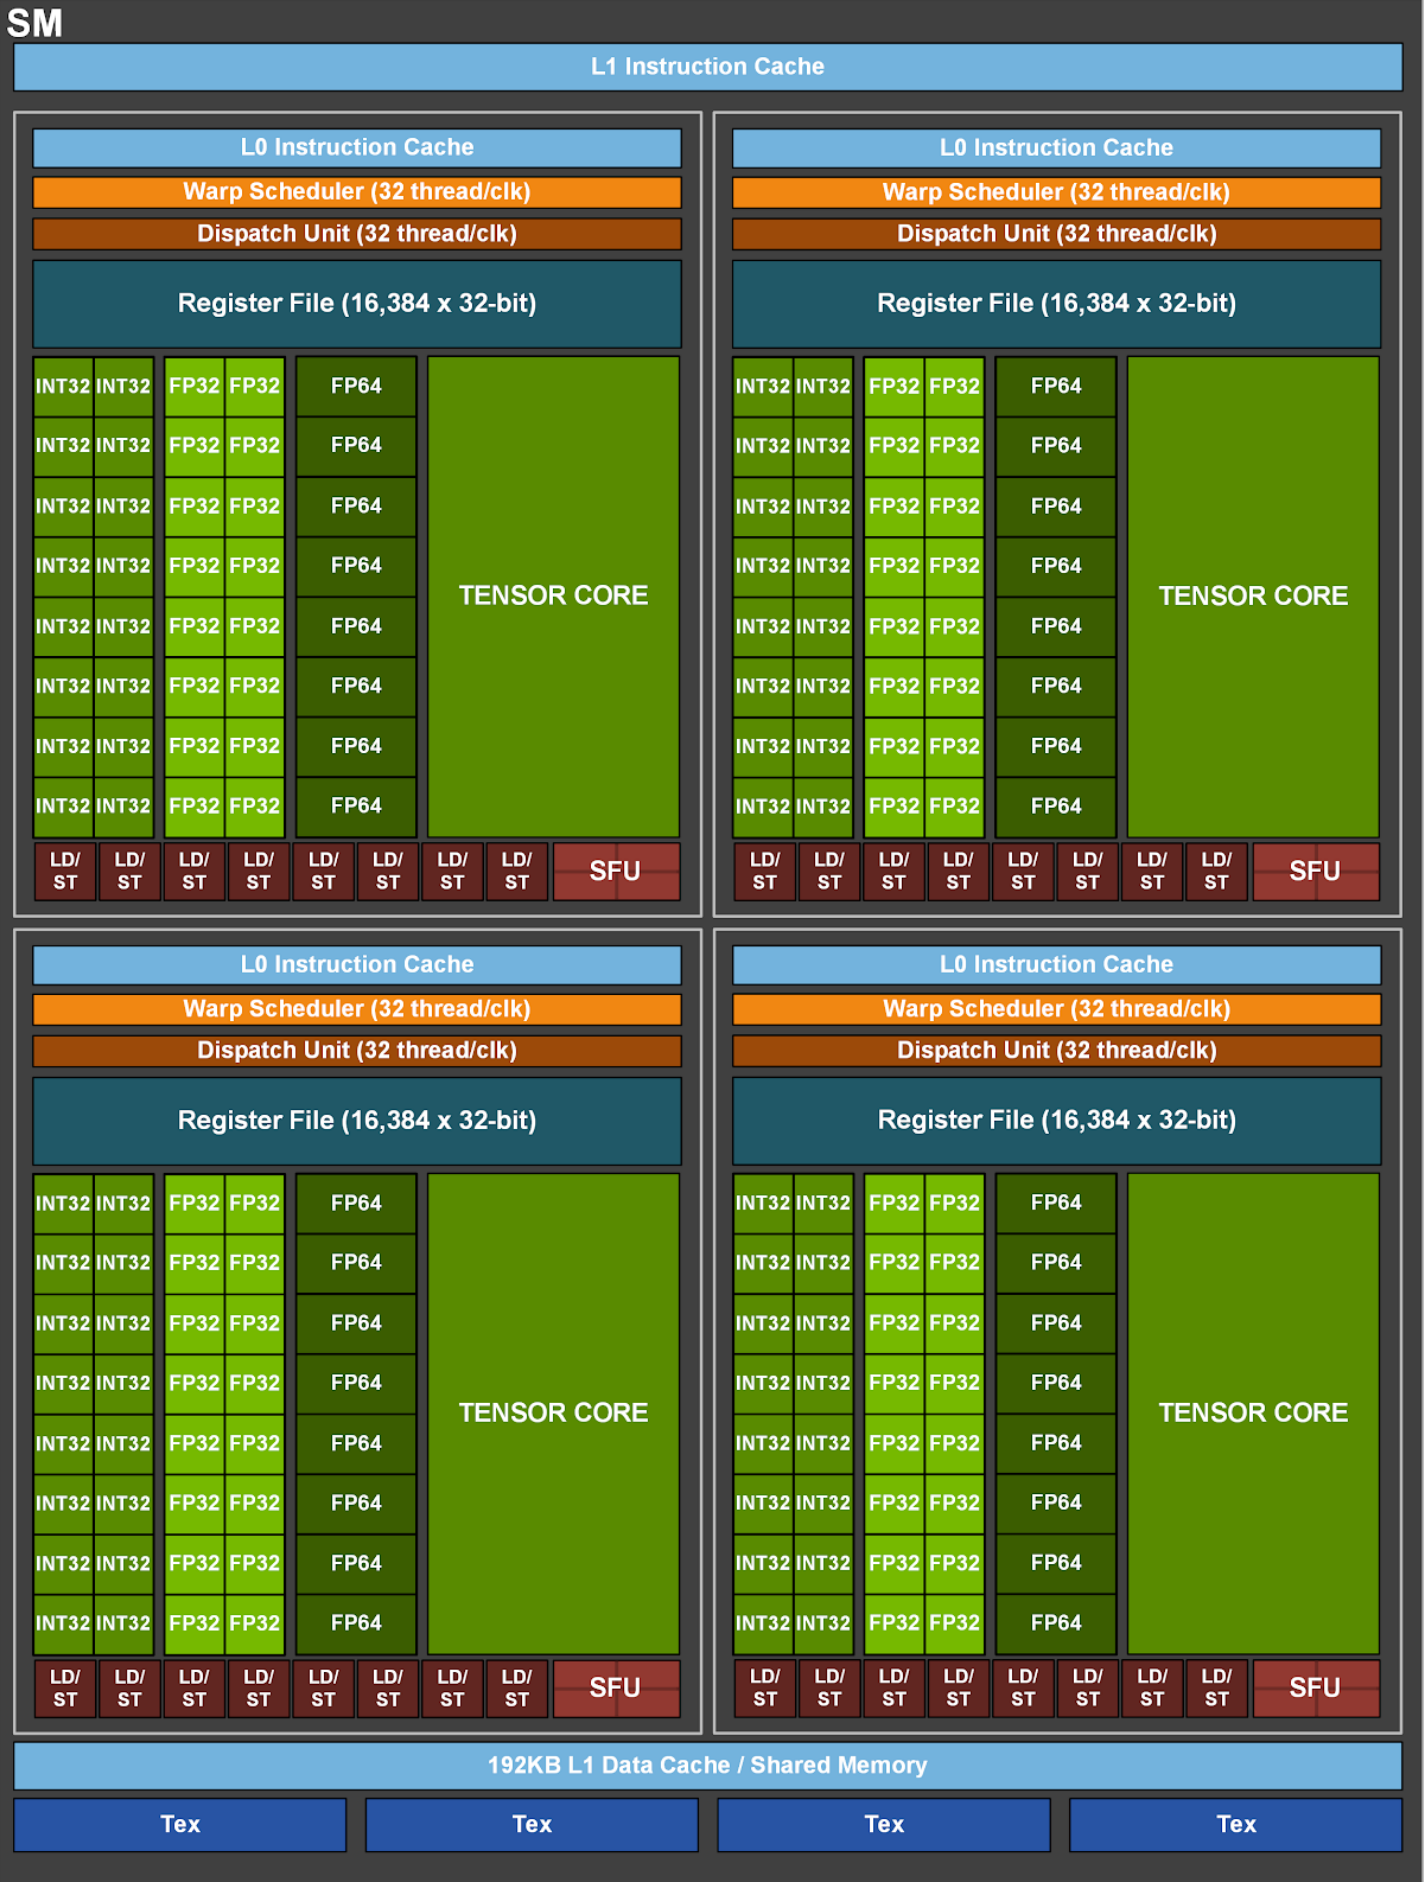 SM
L1 Instruction Cache
L0 Instruction Cache
Warp Scheduler (32 thread/clk)
Dispatch Unit (32 thread/clk)
Register File (16,384 x 32-bit)
INT32 INT32 FP32 FP32 FP64
INT32 INT32 FP32 FP32 FP64
INT32 INT32 FP32 FP32 FP64
INT32 INT32 FP32 FP32 FP64
TENSOR CORE
INT32 INT32 FP32 FP32 FP64
INT32 INT32 FP32 FP32 FP64
INT32 INT32 FP32 FP32 FP64
INT32 INT32 FP32 FP32 FP64
LD/ LD/ LD/ LD/ LD/ LD/ LD/ LD/
ST ST ST ST ST ST ST ST
SFU
L0 Instruction Cache
Warp Scheduler (32 thread/clk)
Dispatch Unit (32 thread/clk)
Register File (16,384 x 32-bit)
INT32 INT32 FP32 FP32 FP64
INT32 INT32 FP32 FP32 FP64
INT32 INT32 FP32 FP32 FP64
INT32 INT32 FP32 FP32 FP64
TENSOR CORE
INT32 INT32 FP32 FP32 FP64
INT32 INT32 FP32 FP32 FP64
INT32 INT32 FP32 FP32 FP64
INT32 INT32 FP32 FP32 FP64
LD/ LD/ LD/ LD/ LD/ LD/ LD/ LD/
ST ST ST ST ST ST ST ST
SFU
L0 Instruction Cache
Warp Scheduler (32 thread/clk)
Dispatch Unit (32 thread/clk)
Register File (16,384 x 32-bit)
INT32 INT32 FP32 FP32 FP64
INT32 INT32 FP32 FP32 FP64
INT32 INT32 FP32 FP32 FP64
INT32 INT32 FP32 FP32 FP64
TENSOR CORE
INT32 INT32 FP32 FP32 FP64
INT32 INT32 FP32 FP32 FP64
INT32 INT32 FP32 FP32 FP64
INT32 INT32 FP32 FP32 FP64
LD/ LD/ LD/ LD/ LD/ LD/ LD/ LD/
ST ST ST ST ST ST ST ST
SFU
L0 Instruction Cache
Warp Scheduler (32 thread/clk)
Dispatch Unit (32 thread/clk)
Register File (16,384 x 32-bit)
INT32 INT32 FP32 FP32 FP64
INT32 INT32 FP32 FP32 FP64
INT32 INT32 FP32 FP32 FP64
INT32 INT32 FP32 FP32 FP64
TENSOR CORE
INT32 INT32 FP32 FP32 FP64
INT32 INT32 FP32 FP32 FP64
INT32 INT32 FP32 FP32 FP64
INT32 INT32 FP32 FP32 FP64
LD/ LD/ LD/ LD/ LD/ LD/ LD/ LD/
ST ST ST ST ST ST ST ST
SFU
192KB L1 Data Cache / Shared Memory
Tex Tex Tex Tex